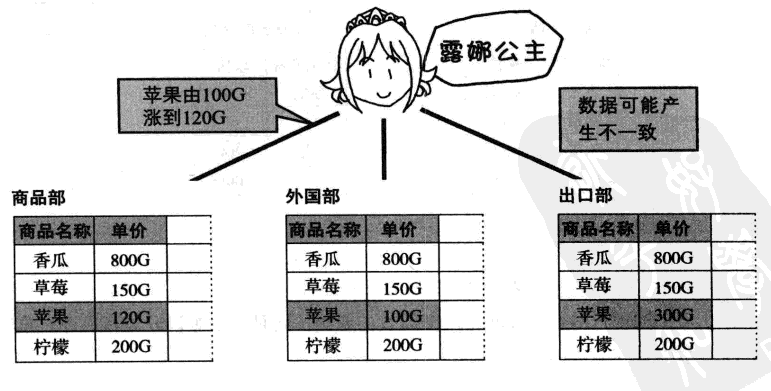 露娜公主
苹果由100G
涨到120G
数据可能产
生不一致
商品部
商品名称 单价
香瓜 800G
草莓 150G
苹果 120G
柠檬 200G
外国部
商品名称 单价
香瓜 800G
草莓 150G
苹果 100G
柠檬 200G
出口部
商品名称 单价
香瓜 800G
草莓 150G
苹果 300G
柠檬 200G